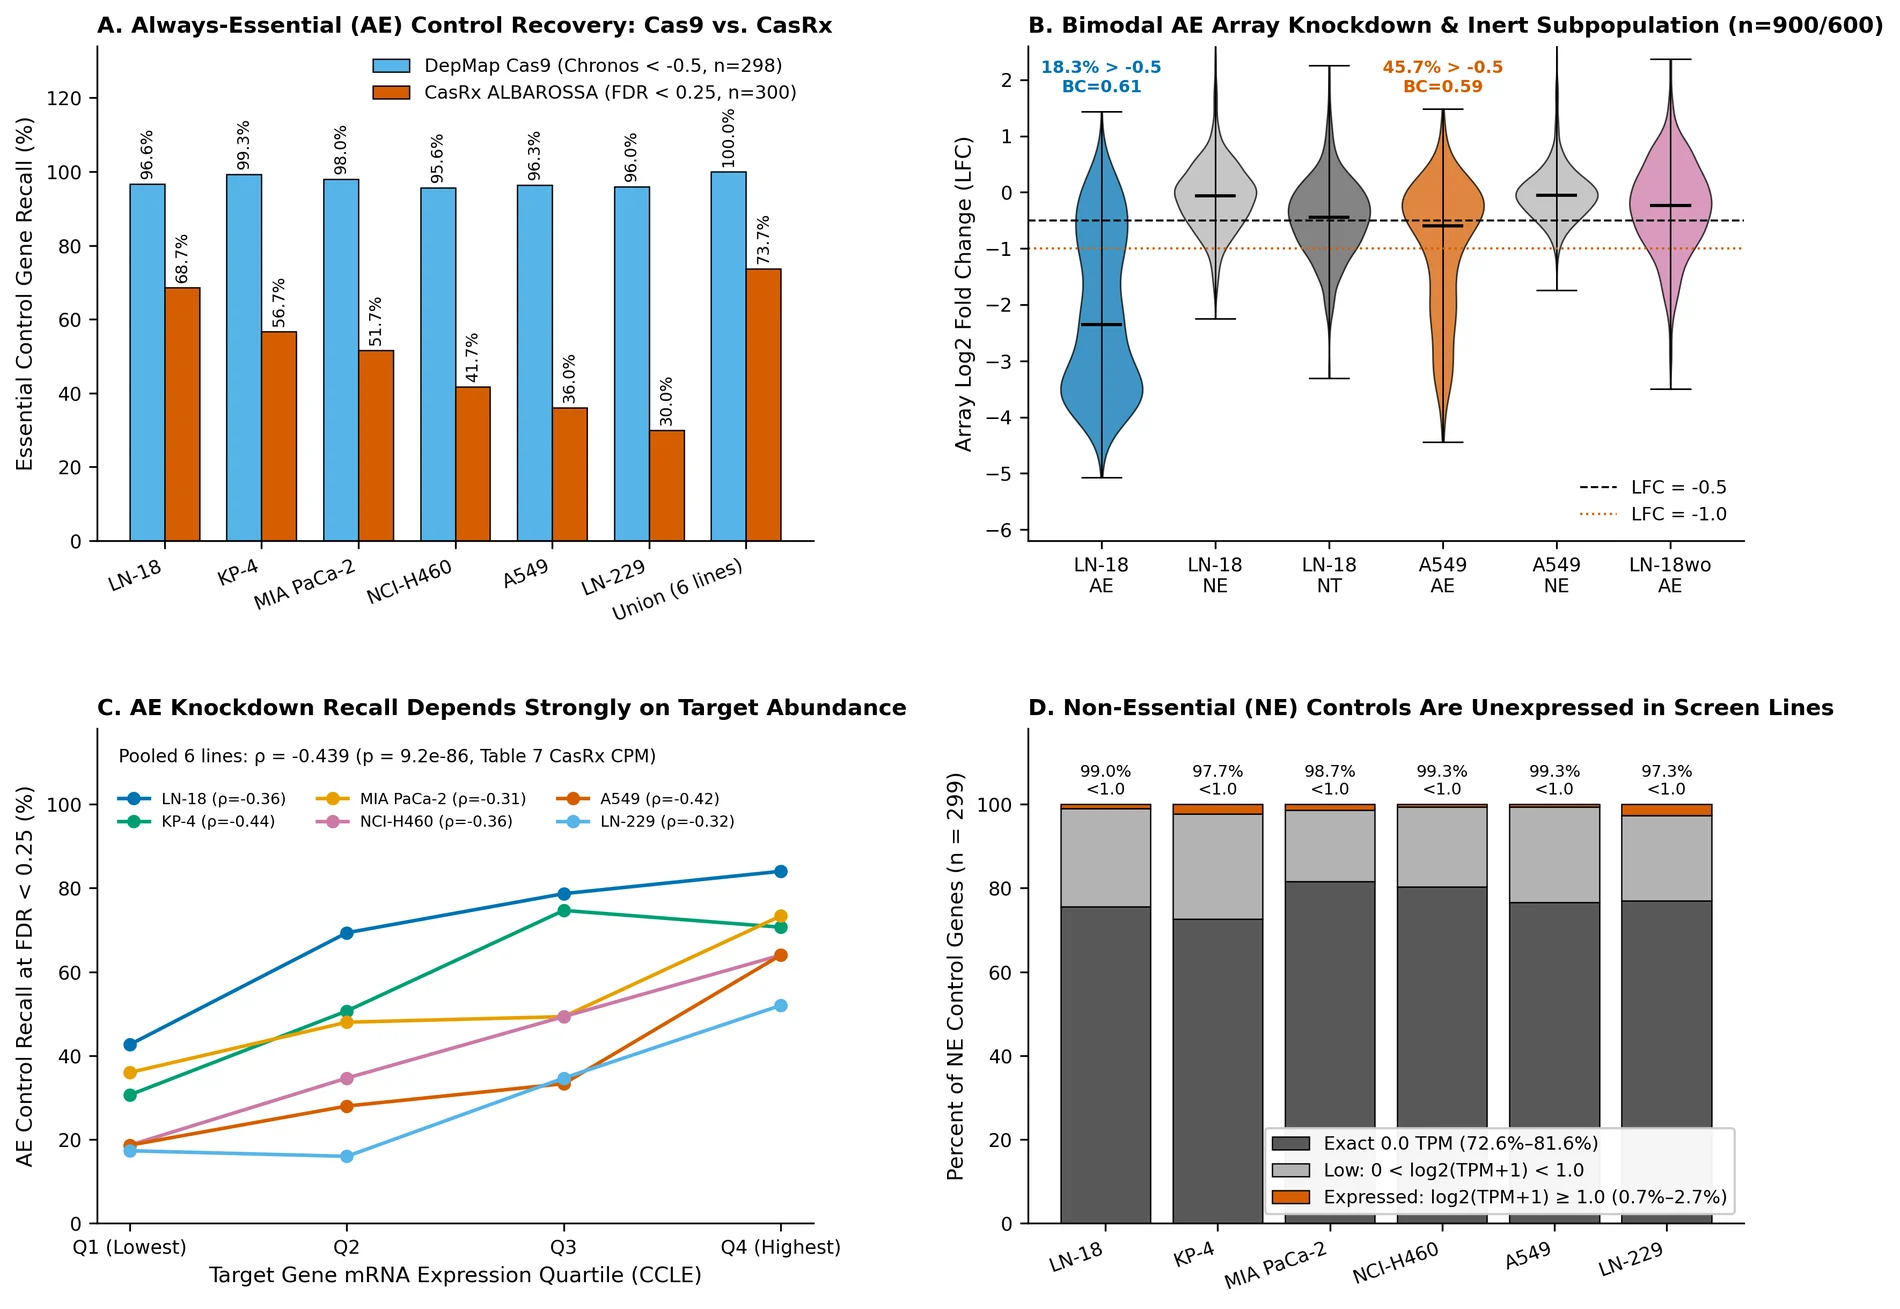 A. Always-Essential (AE) Control Recovery: Cas9 vs. CasRx
DepMap Cas9 (Chronos < -0.5, n=298)
CasRx ALBAROSSA (FDR < 0.25, n=300)
Essential Control Gene Recall (%)
120
100
80
60
40
20
0
96.6%
68.7%
99.3%
56.7%
98.0%
51.7%
95.6%
41.7%
96.3%
36.0%
96.0%
30.0%
100.0%
73.7%
LN-18
KP-4
MIA PaCa-2
NCI-H460
A549
LN-229
Union (6 lines)
B. Bimodal AE Array Knockdown & Inert Subpopulation (n=900/600)
18.3% > -0.5
BC=0.61
45.7% > -0.5
BC=0.59
Array Log2 Fold Change (LFC)
2
1
0
−1
−2
−3
−4
−5
−6
LFC = -0.5
LFC = -1.0
LN-18
AE
LN-18
NE
LN-18
NT
A549
AE
A549
NE
LN-18wo
AE
C. AE Knockdown Recall Depends Strongly on Target Abundance
Pooled 6 lines: ρ = -0.439 (p = 9.2e-86, Table 7 CasRx CPM)
LN-18 (ρ=-0.36)
KP-4 (ρ=-0.44)
MIA PaCa-2 (ρ=-0.31)
NCI-H460 (ρ=-0.36)
A549 (ρ=-0.42)
LN-229 (ρ=-0.32)
AE Control Recall at FDR < 0.25 (%)
100
80
60
40
20
0
Q1 (Lowest)
Q2
Q3
Q4 (Highest)
Target Gene mRNA Expression Quartile (CCLE)
D. Non-Essential (NE) Controls Are Unexpressed in Screen Lines
99.0%
<1.0
97.7%
<1.0
98.7%
<1.0
99.3%
<1.0
99.3%
<1.0
97.3%
<1.0
Percent of NE Control Genes (n = 299)
100
80
60
40
20
0
Exact 0.0 TPM (72.6%–81.6%)
Low: 0 < log2(TPM+1) < 1.0
Expressed: log2(TPM+1) ≥ 1.0 (0.7%–2.7%)
LN-18
KP-4
MIA PaCa-2
NCI-H460
A549
LN-229